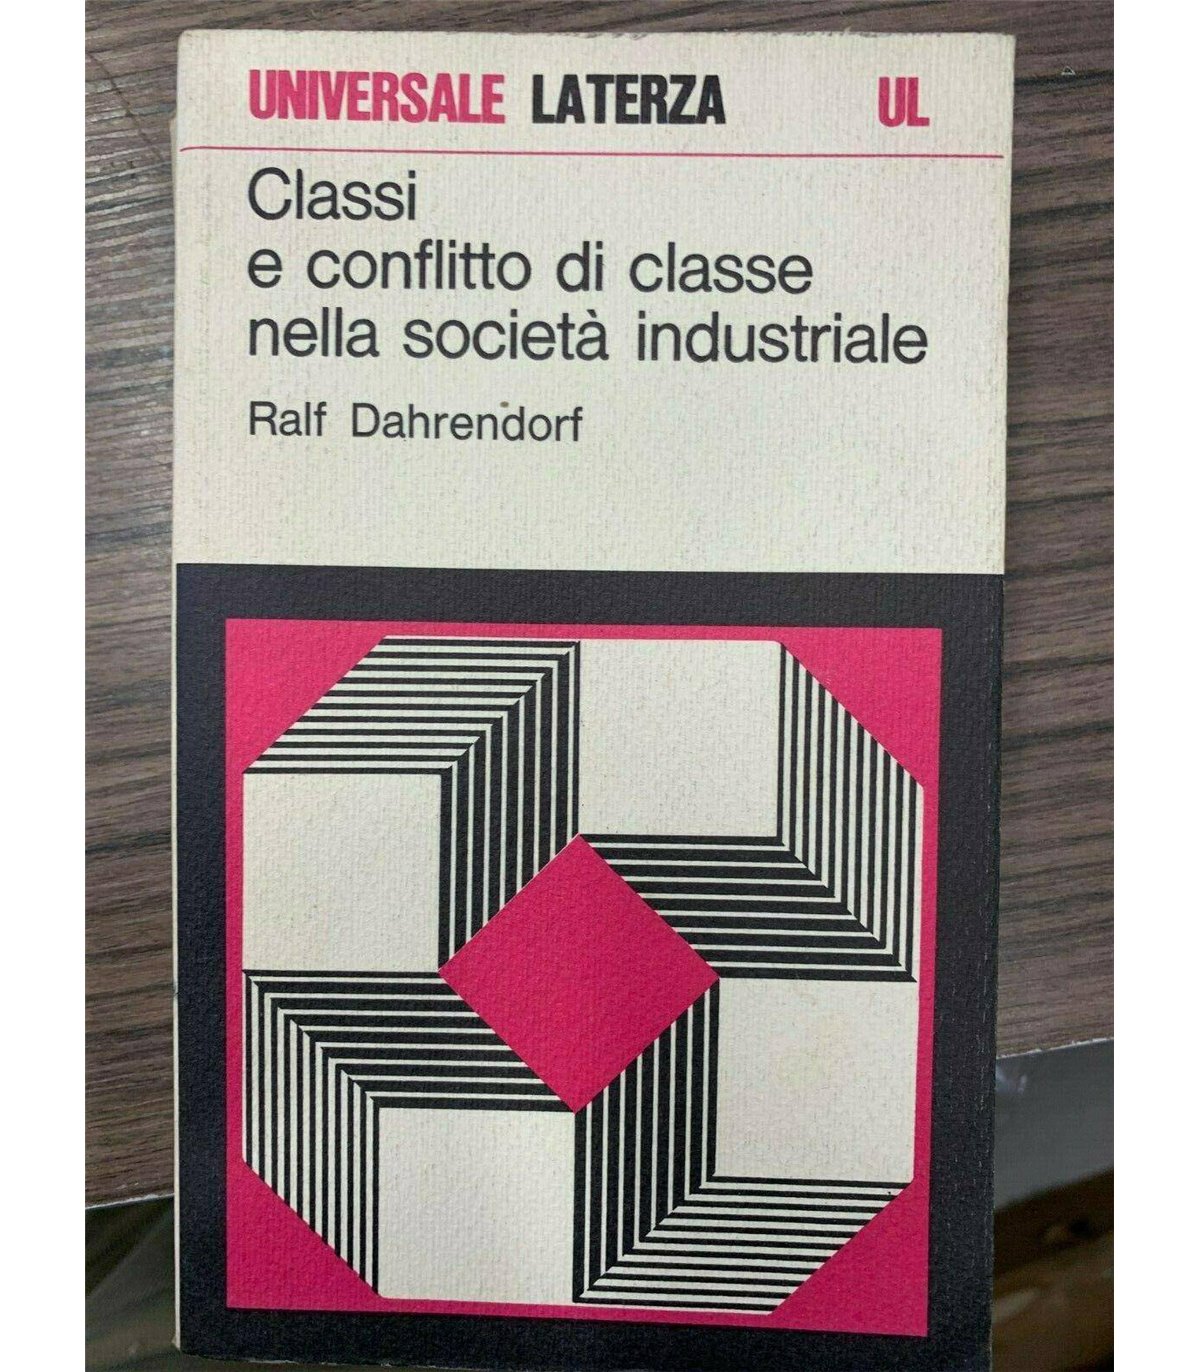 UNIVERSALE LATERZA UL
Classi
e conflitto di classe
nella società industriale
Ralf Dahrendorf